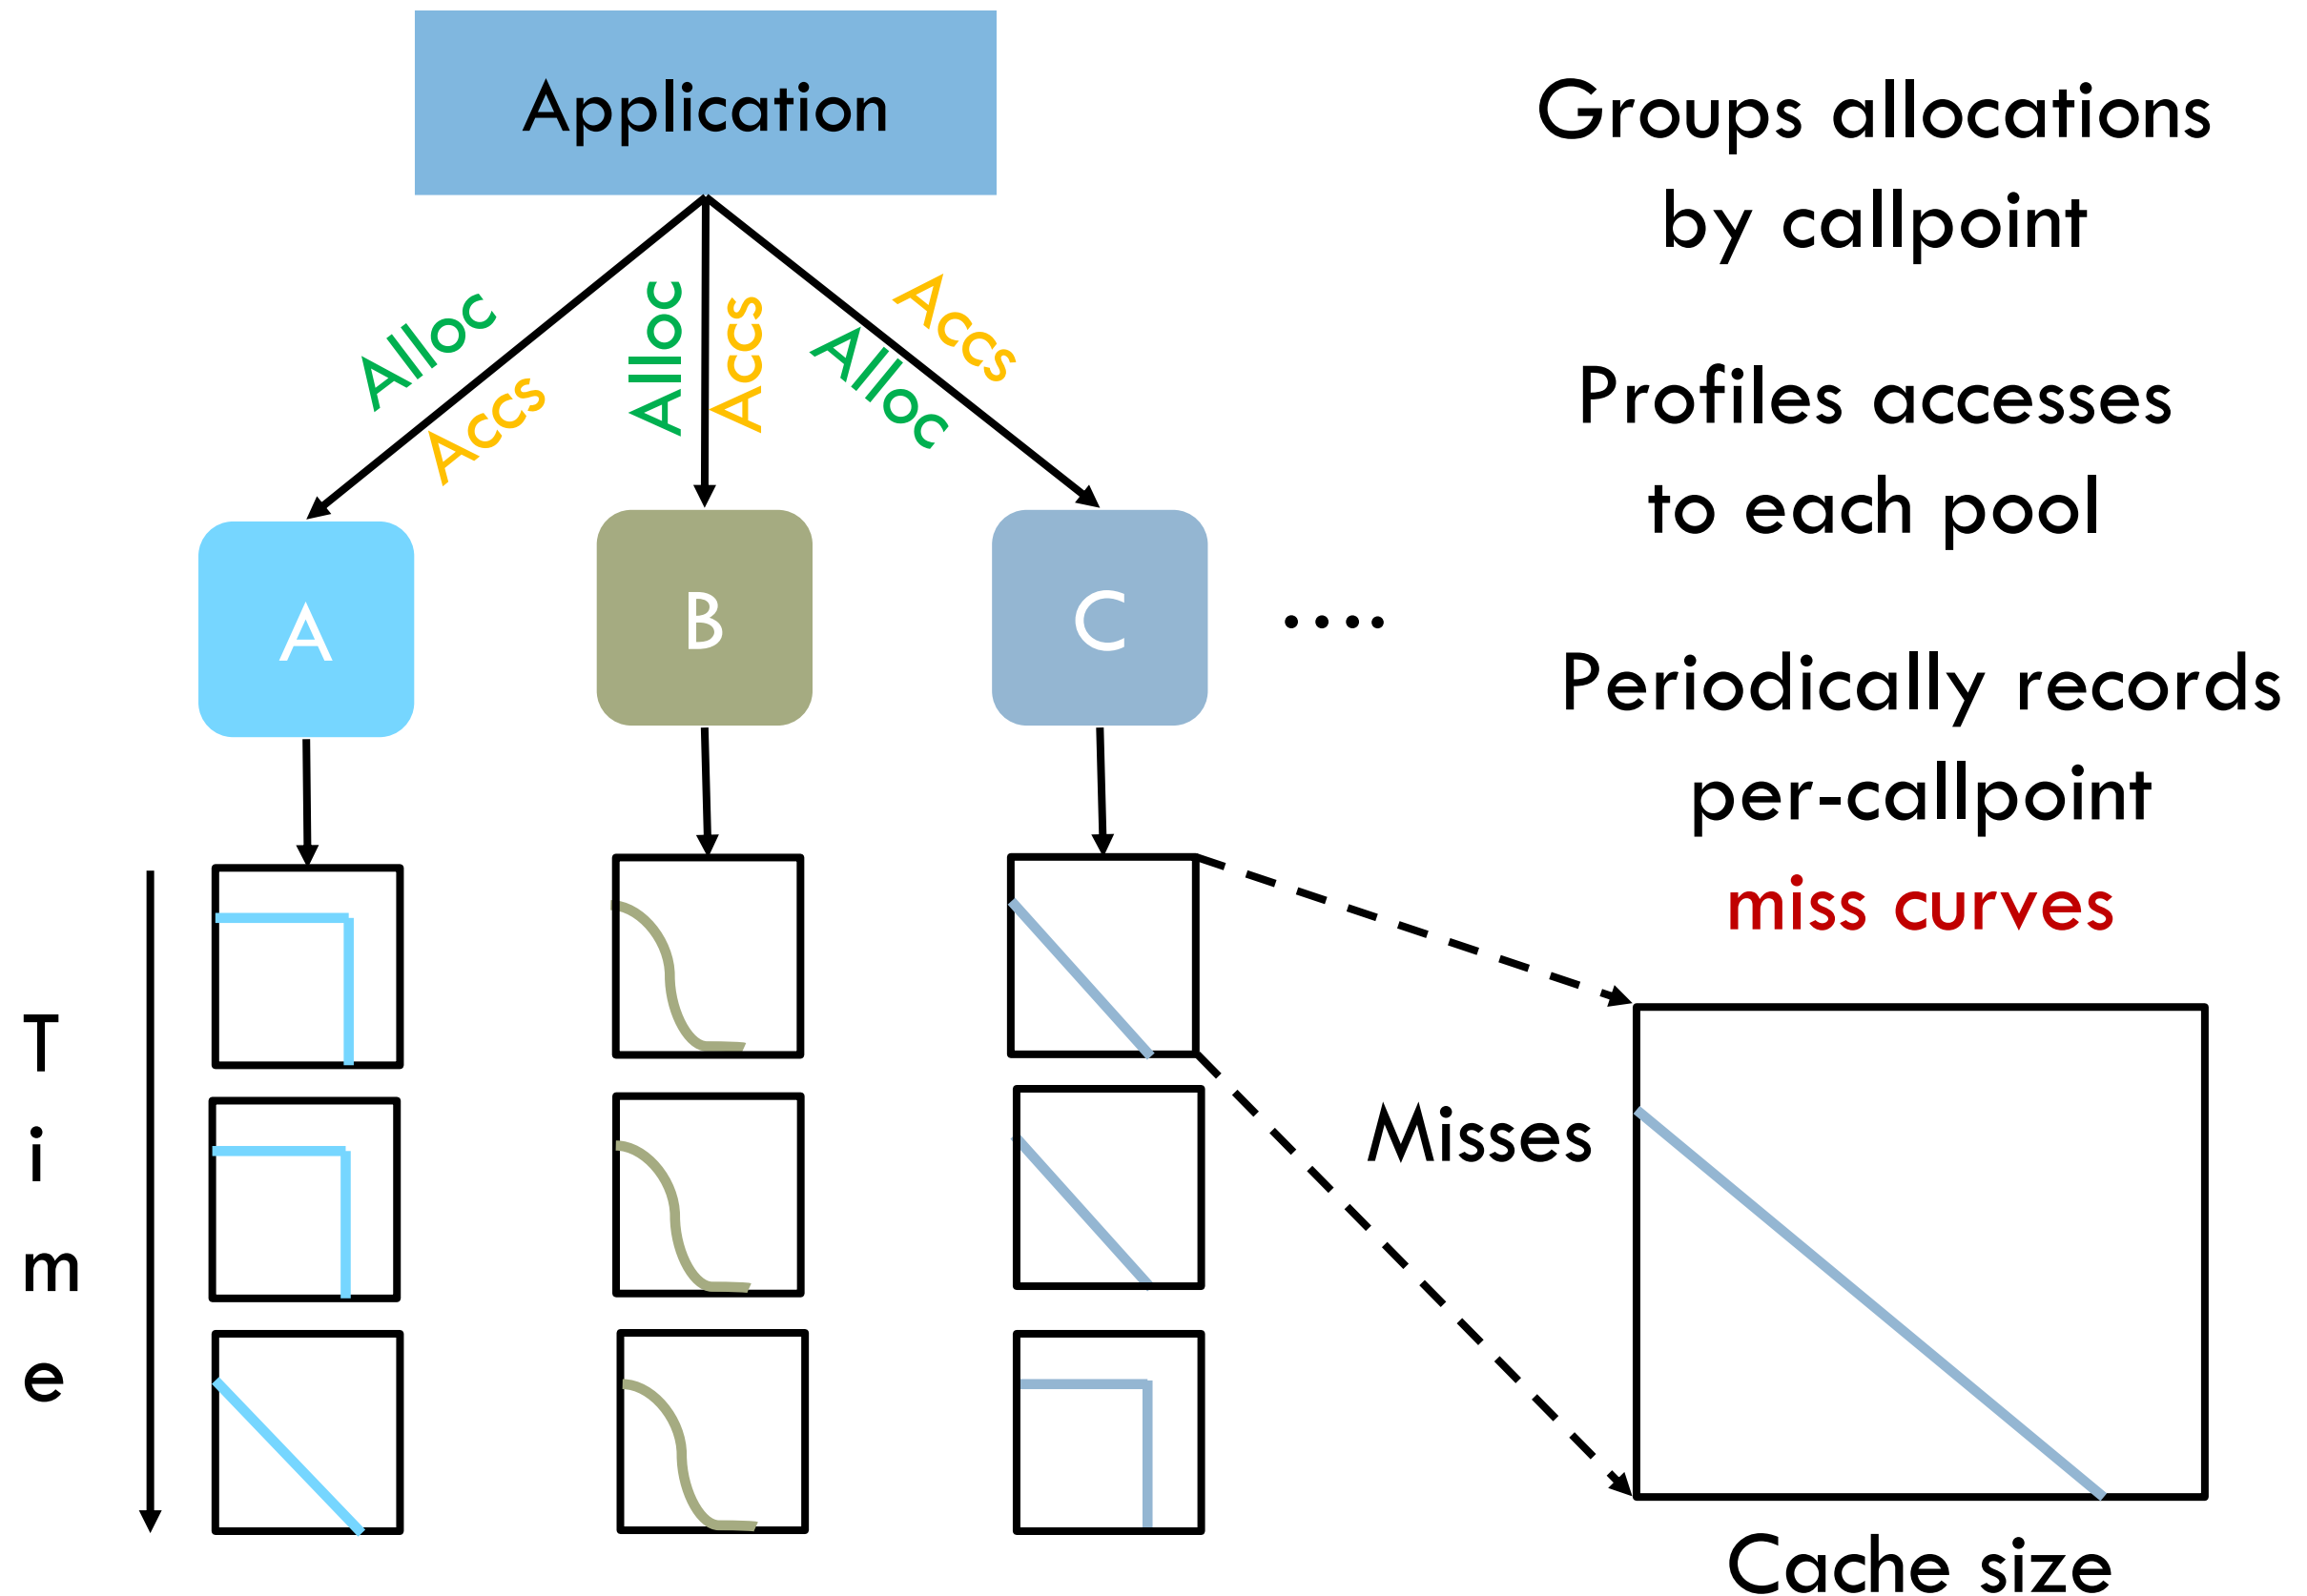 Application
Groups allocations
by callpoint
Alloc
Accs
Alloc
Accs
Alloc
Accs
Profiles accesses
to each pool
A
B
C
.....
Periodically records
per-callpoint
miss curves
Time
Misses
Cache size